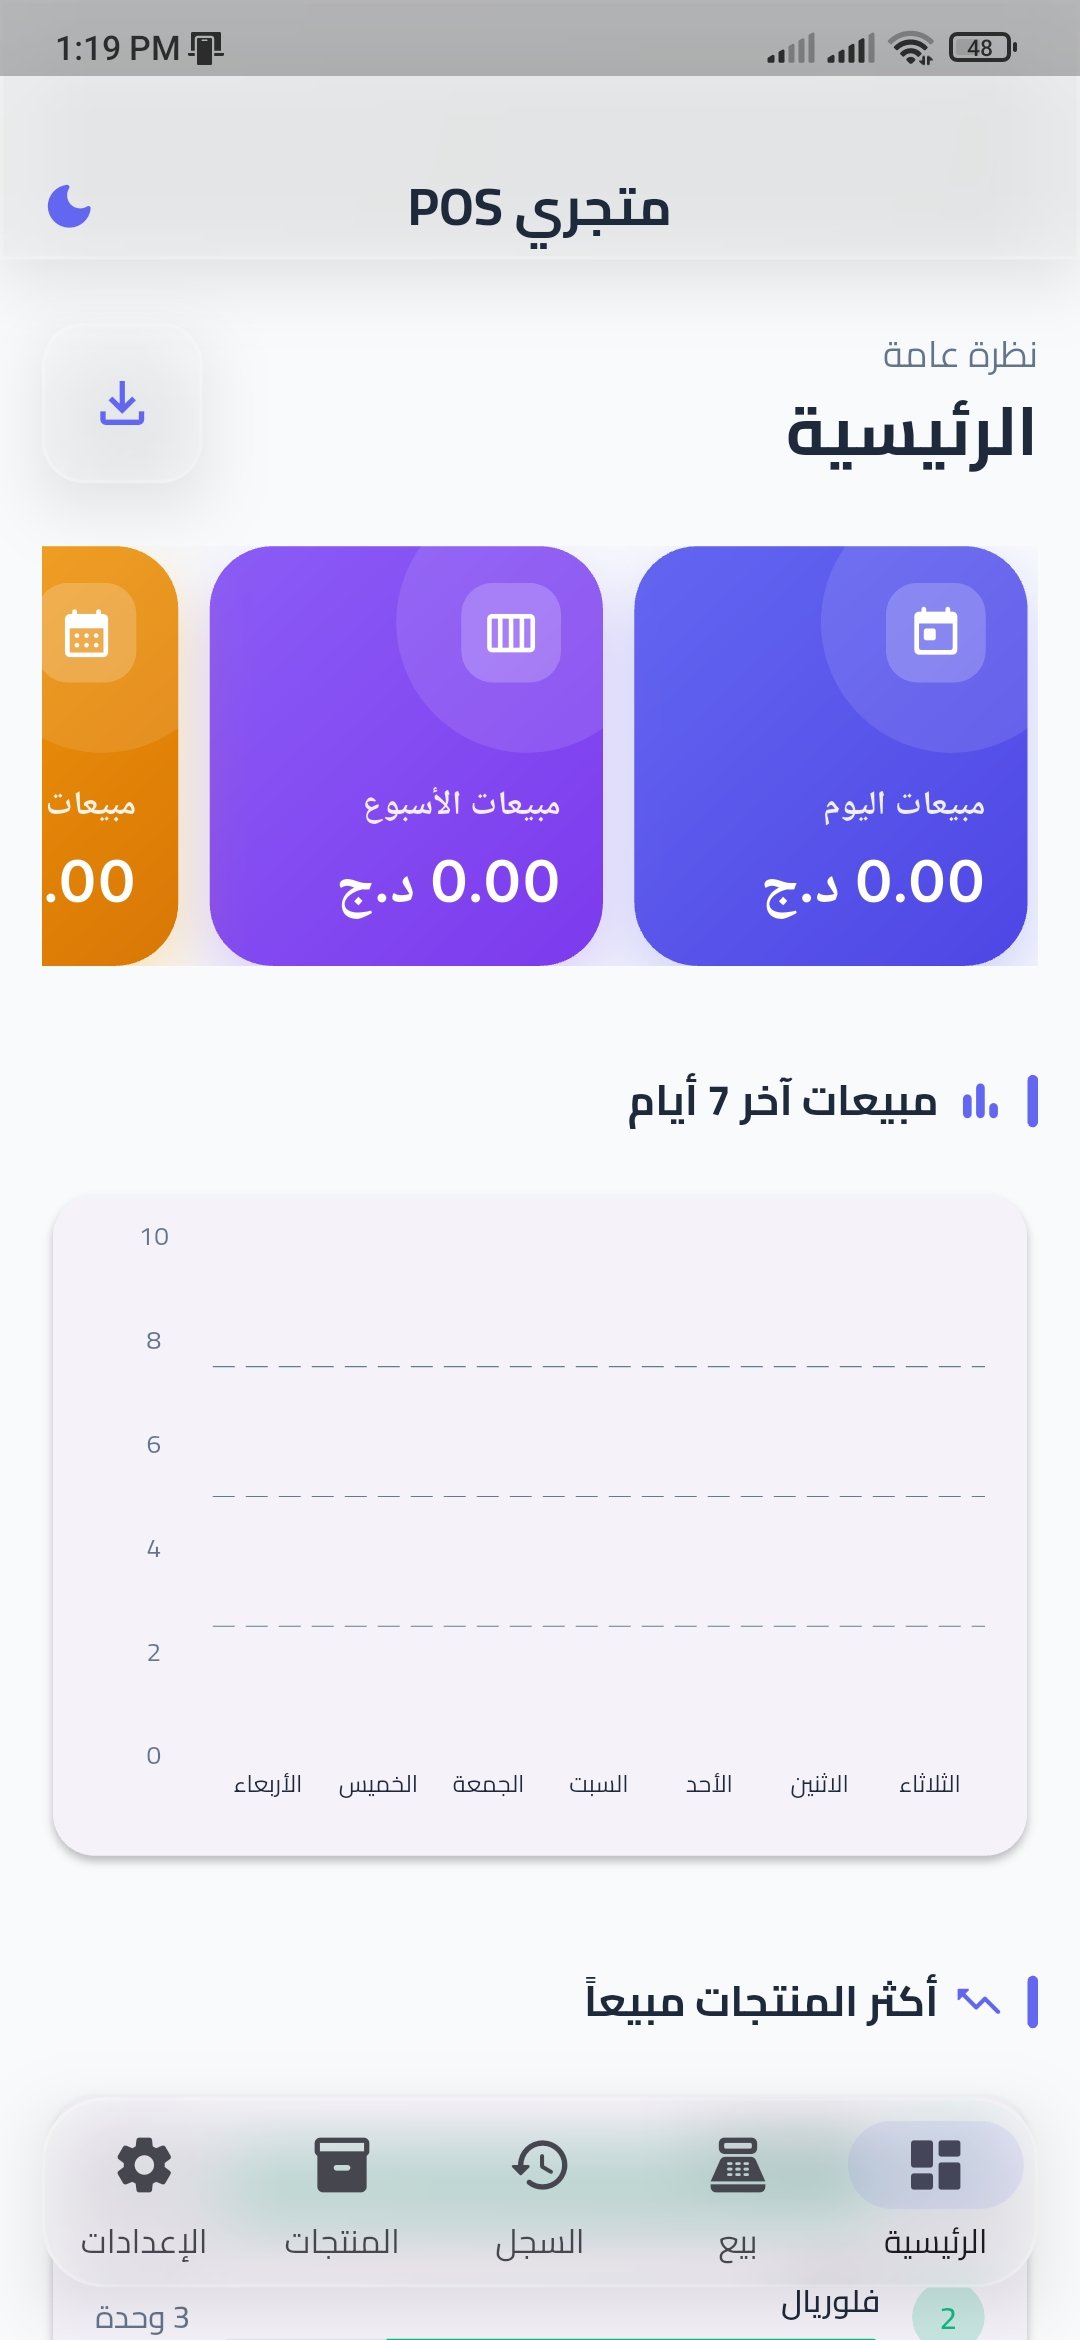 1:19 PM
48
متجري POS
نظرة عامة
الرئيسية
مبيعات اليوم
0.00 د.ج
مبيعات الأسبوع
0.00 د.ج
مبيعات
.00
مبيعات آخر 7 أيام
10
8
6
4
2
0
الثلاثاء
الاثنين
الأحد
السبت
الجمعة
الخميس
الأربعاء
أكثر المنتجات مبيعاً
الرئيسية
بيع
السجل
المنتجات
الإعدادات
2
فلوريال
3 وحدة